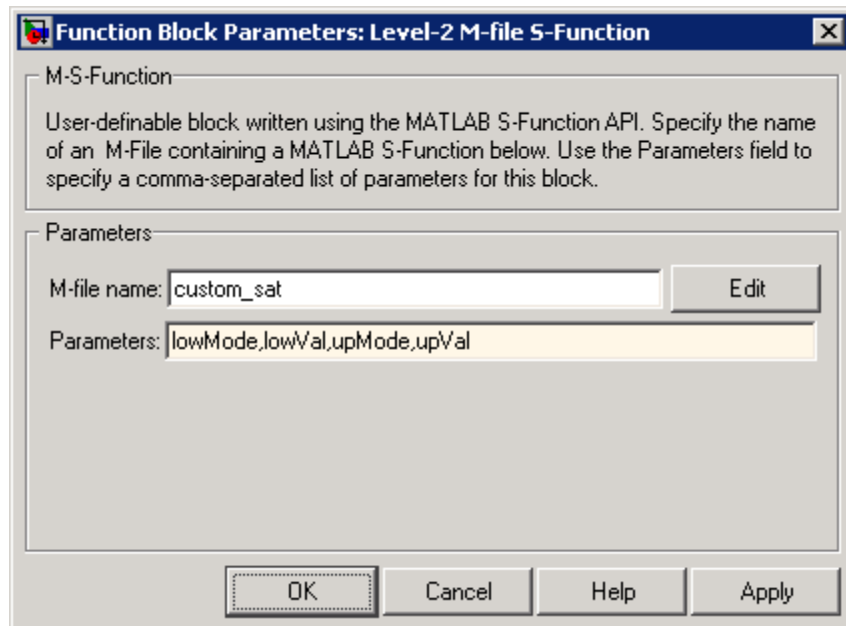 Function Block Parameters: Level-2 M-file S-Function
M-S-Function
User-definable block written using the MATLAB S-Function API. Specify the name
of an M-File containing a MATLAB S-Function below. Use the Parameters field to
specify a comma-separated list of parameters for this block.
Parameters
M-file name: custom_sat Edit
Parameters: lowMode,lowVal,upMode,upVal
OK Cancel Help Apply